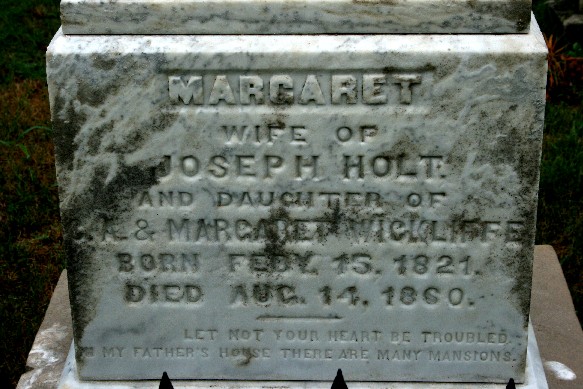 MARGARET
WIFE OF
JOSEPH HOLT.
AND DAUGHTER OF
& MARGARET WICKLIFFE
BORN FEBY. 15. 1821.
DIED AUG. 14. 1860.
LET NOT YOUR HEART BE TROUBLED,
IN MY FATHER'S HOUSE THERE ARE MANY MANSIONS.